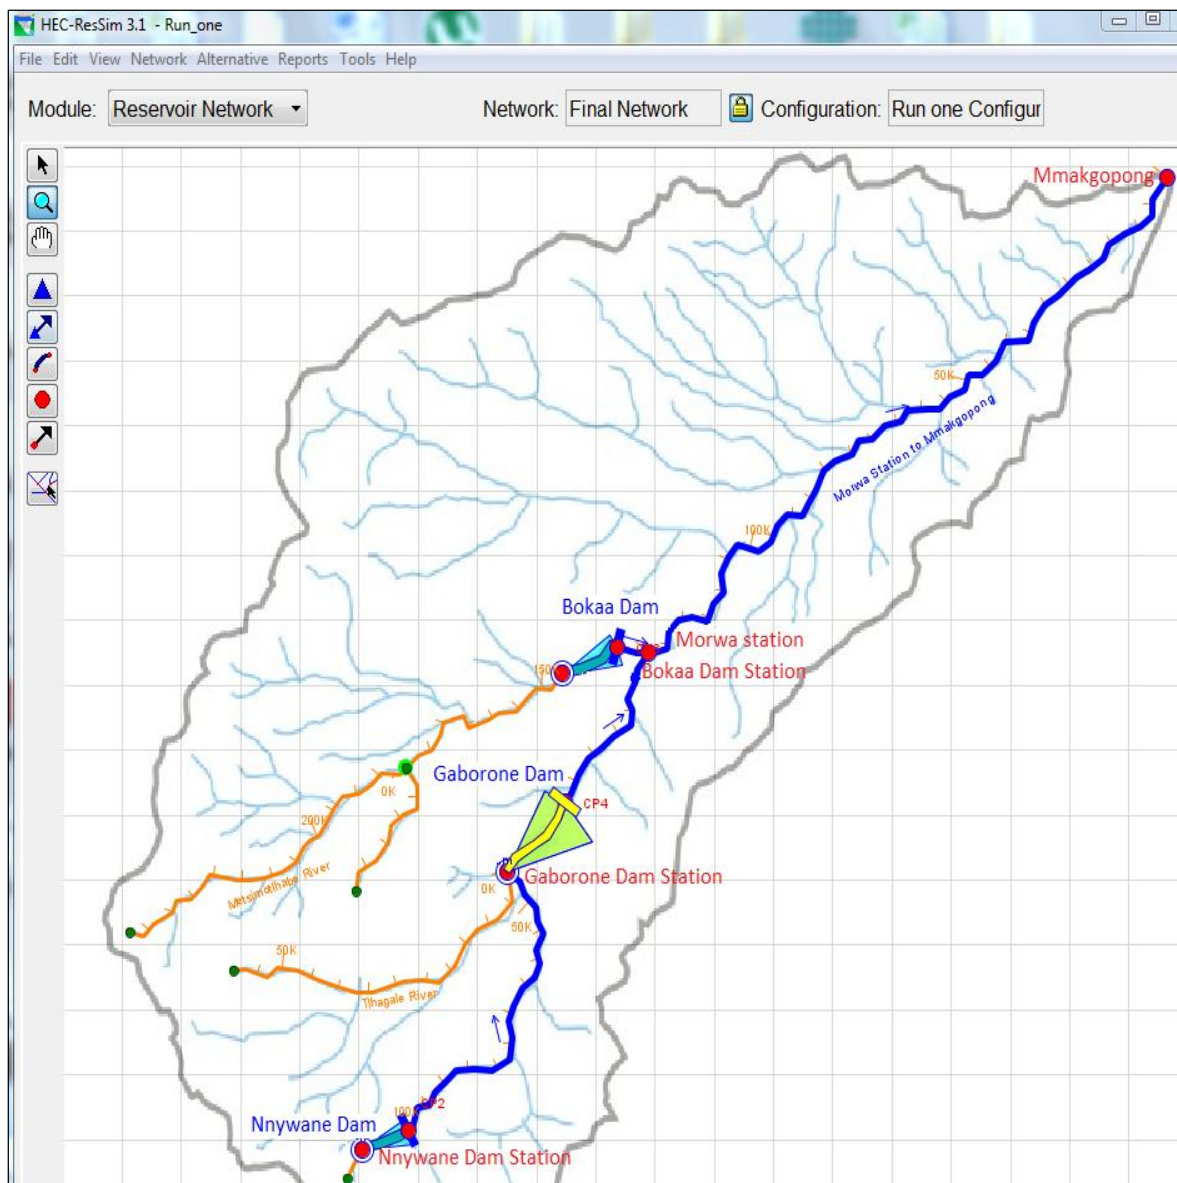 HEC-ResSim 3.1 - Run_one
File Edit View Network Alternative Reports Tools Help
Module: Reservoir Network Network: Final Network Configuration: Run one Configur
Mmakgopong
50K
Morwa Station to Mmakgopong
100K
Bokaa Dam
Morwa station
Bokaa Dam Station
150K
Gaborone Dam
0K
CP4
200K
Metsimotlhabe River
Gaborone Dam Station
0K
50K
50K
Tlhagale River
100K
CP2
Nnywane Dam
Nnywane Dam Station